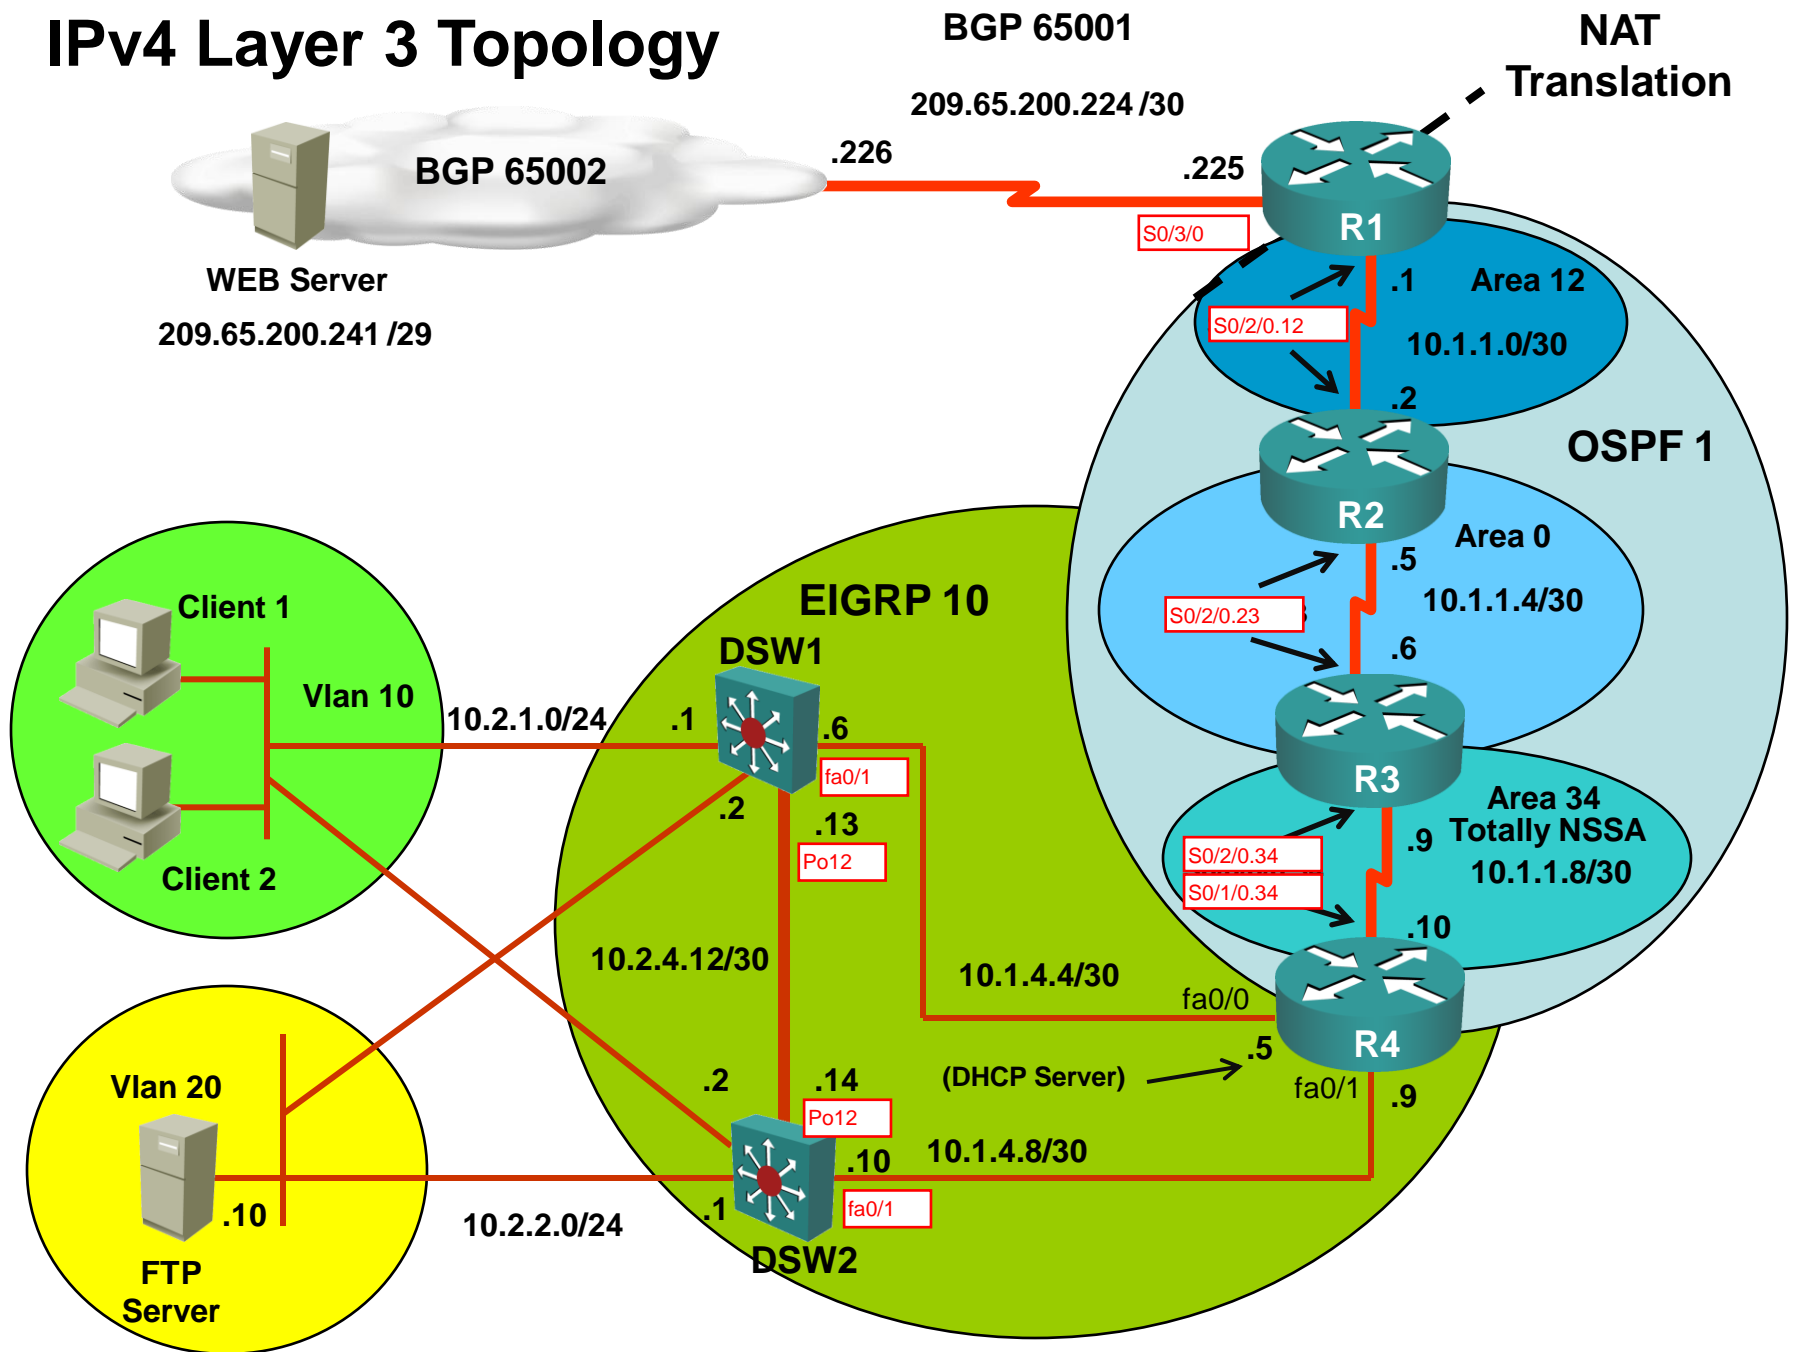 IPv4 Layer 3 Topology
BGP 65001
NAT
Translation
209.65.200.224 /30
BGP 65002
.226
.225
S0/3/0
R1
WEB Server
209.65.200.241 /29
.1
Area 12
S0/2/0.12
10.1.1.0/30
.2
OSPF 1
R2
Area 0
.5
10.1.1.4/30
S0/2/0.23
.6
EIGRP 10
Client 1
DSW1
Vlan 10
10.2.1.0/24
.1
.6
fa0/1
R3
.2
.13
Po12
Area 34
Totally NSSA
.9
10.1.1.8/30
S0/2/0.34
S0/1/0.34
Client 2
.10
10.2.4.12/30
10.1.4.4/30
fa0/0
R4
.5
(DHCP Server)
fa0/1
.9
Vlan 20
.2
.14
Po12
10.1.4.8/30
.10
fa0/1
.10
.1
10.2.2.0/24
DSW2
FTP
Server